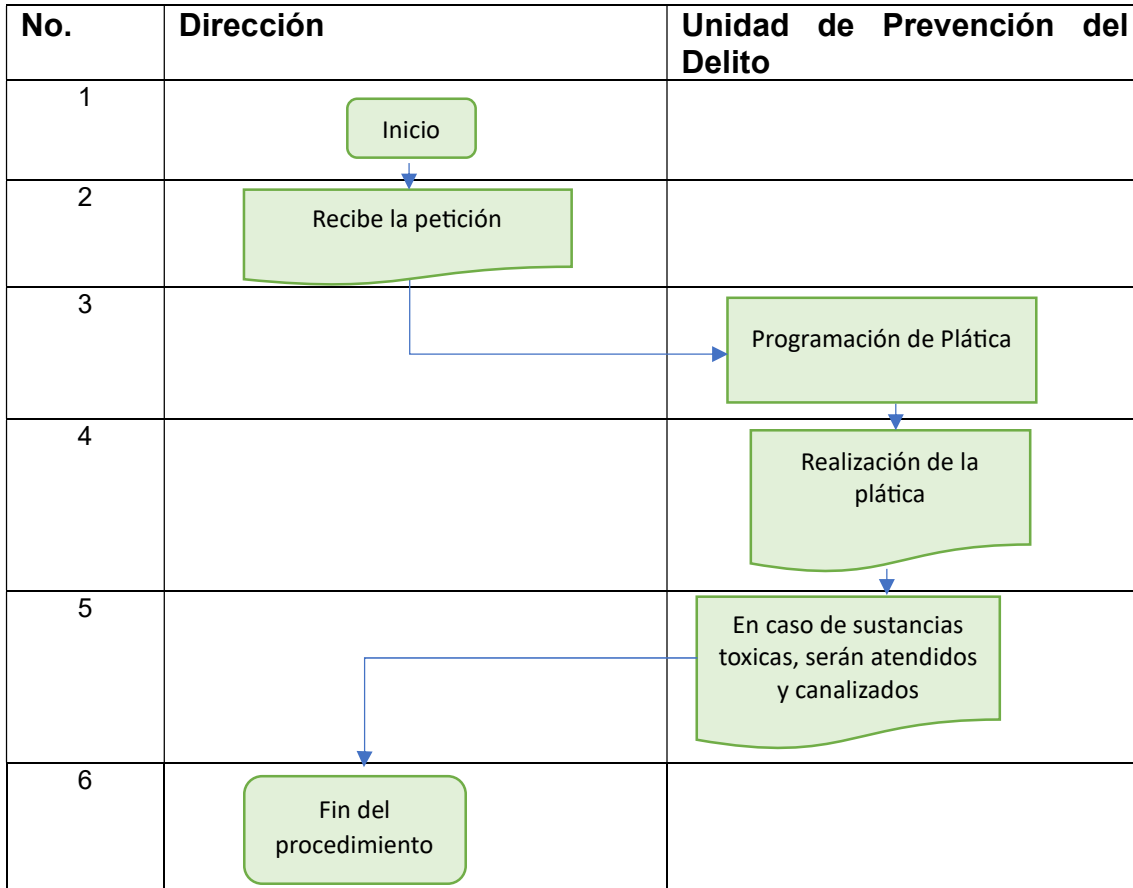 No.
Dirección
Unidad de Prevención del
Delito
1
Inicio
2
Recibe la petición
3
Programación de Plática
4
Realización de la
plática
5
En caso de sustancias
toxicas, serán atendidos
y canalizados
6
Fin del
procedimiento